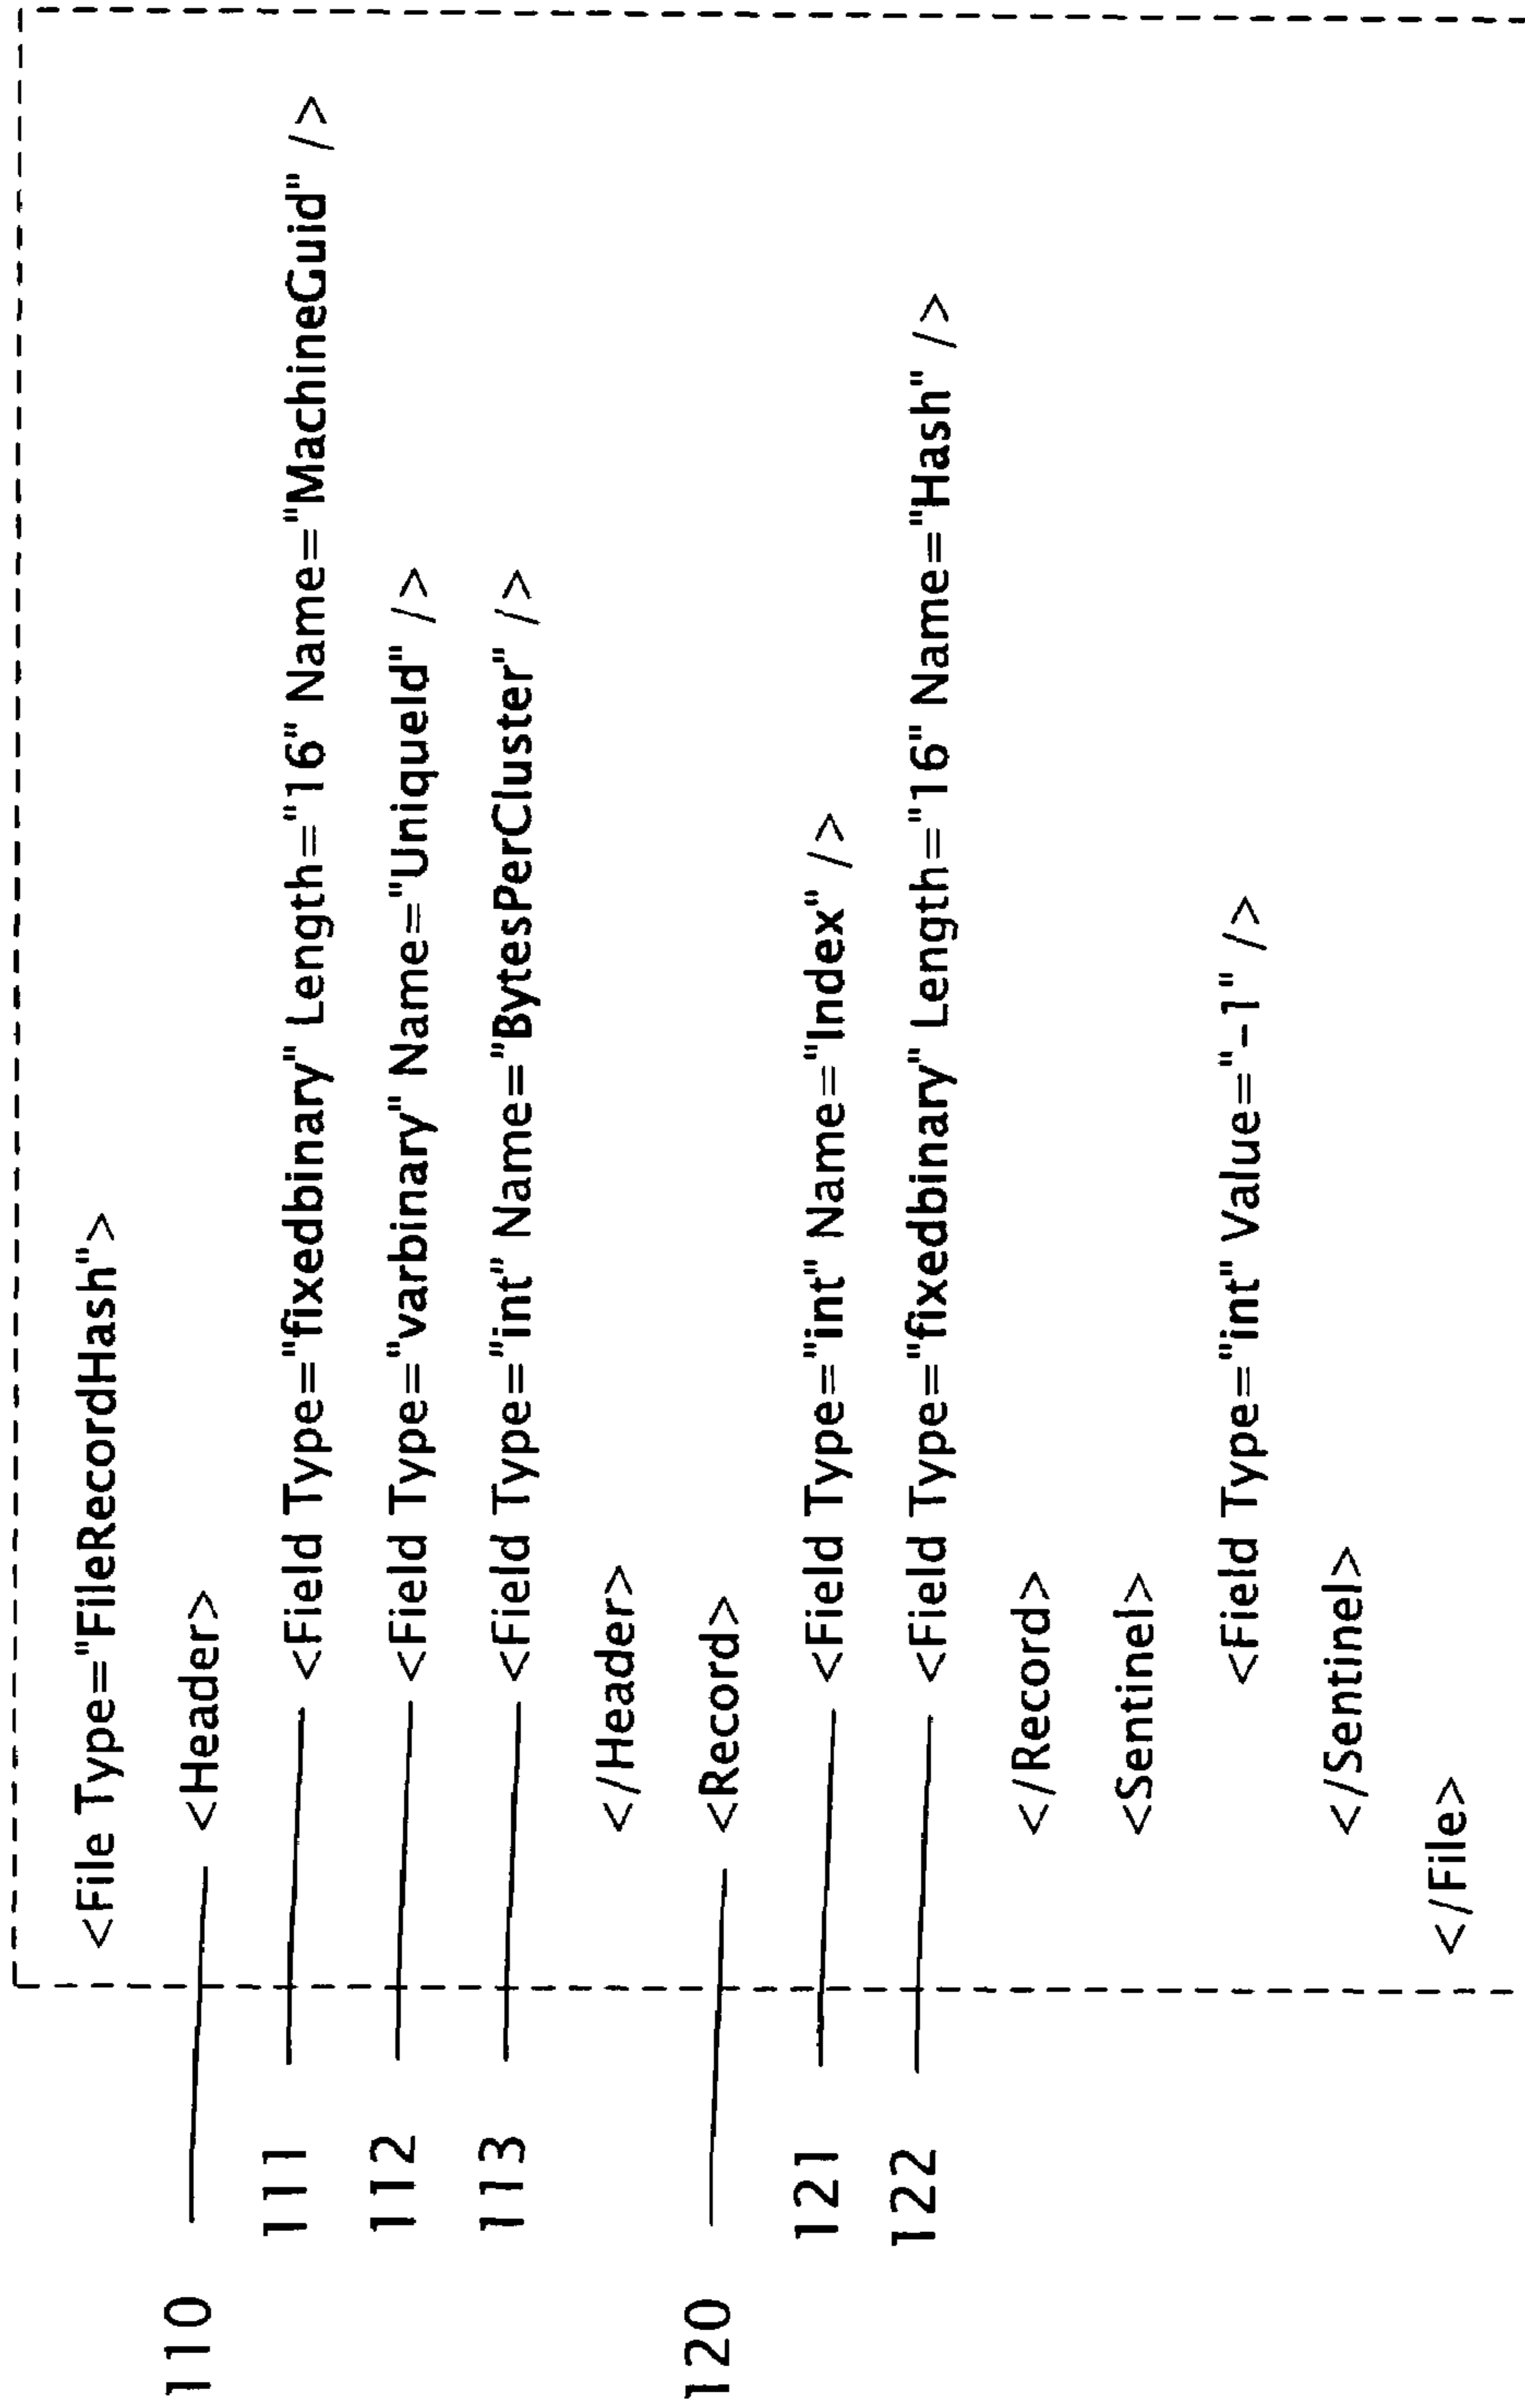 <File Type="FileRecordHash">
110 <Header>
111 <Field Type="fixedbinary" Length="16" Name="MachineGuid" />
112 <Field Type="varbinary" Name="UniqueId" />
113 <Field Type="int" Name="BytesPerCluster" />
</Header>
120 <Record>
121 <Field Type="int" Name="Index" />
122 <Field Type="fixedbinary" Length="16" Name="Hash" />
</Record>
<Sentinel>
<Field Type="int" Value="-1" />
</Sentinel>
</File>